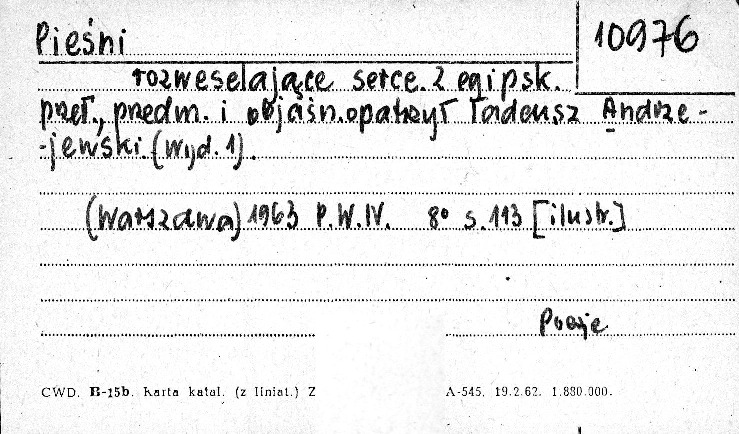 Pieśni
10976
rozweselające serce. Z egipsk.
przeł., przedm. i objaśn. opatrzył Tadeusz Andrze-
-jewski. (Wyd. 1).
(Warszawa) 1963 P.W.IV. 8° s. 113 [ilustr.]
Poezje
CWD. B-15b. Karta katal. (z liniat.) Z
A-545. 19.2.62. 1.880.000.